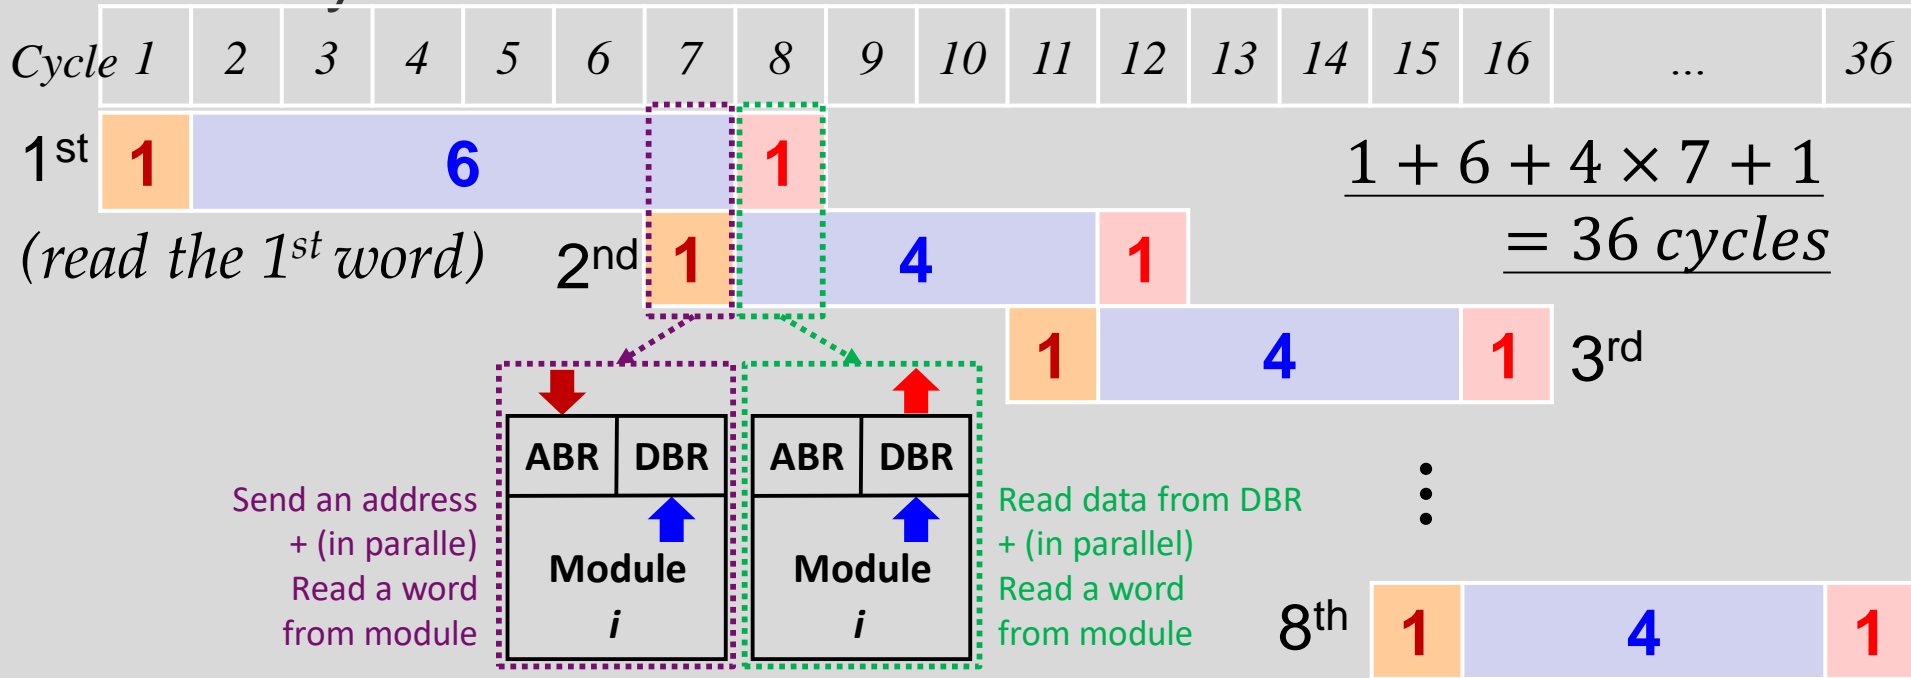 Cycle 1 2 3 4 5 6 7 8 9 10 11 12 13 14 15 16 ... 36
1st 1 6 1
1 + 6 + 4 × 7 + 1
= 36 cycles
(read the 1st word)
2nd 1 4 1
1 4 1 3rd
ABR DBR
Module
i
ABR DBR
Module
i
Send an address
+ (in paralle)
Read a word
from module
Read data from DBR
+ (in parallel)
Read a word
from module
8th 1 4 1